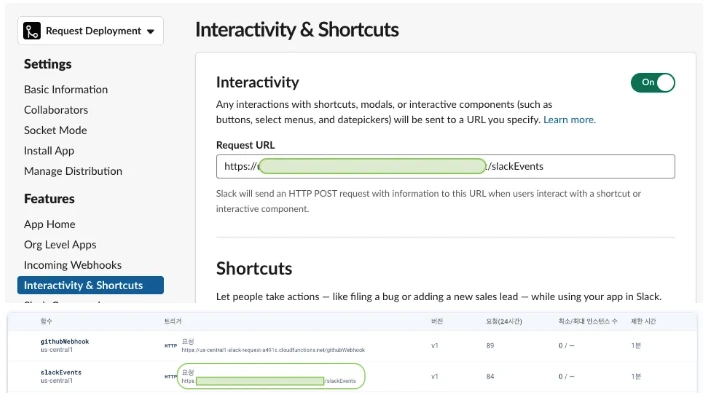 Request Deployment
Interactivity & Shortcuts
Settings
Basic Information
Collaborators
Socket Mode
Install App
Manage Distribution
Features
App Home
Org Level Apps
Incoming Webhooks
Interactivity & Shortcuts
Interactivity
On
Any interactions with shortcuts, modals, or interactive components (such as
buttons, select menus, and datepickers) will be sent to a URL you specify. Learn more.
Request URL
https:// /slackEvents
Slack will send an HTTP POST request with information to this URL when users interact with a shortcut or
interactive component.
Shortcuts
Let people take actions — like filing a bug or adding a new sales lead — while using your app in Slack.
함수 트리거 버전 요청(24시간) 최소/최대 인스턴스 수 제한 시간
githubWebhook
us-central1
HTTP 요청
https://us-central1-slack-request-a491c.cloudfunctions.net/githubWebhook
v1 89 0 / — 1분
slackEvents
us-central1
HTTP 요청
https: /slackEvents
v1 84 0 / — 1분